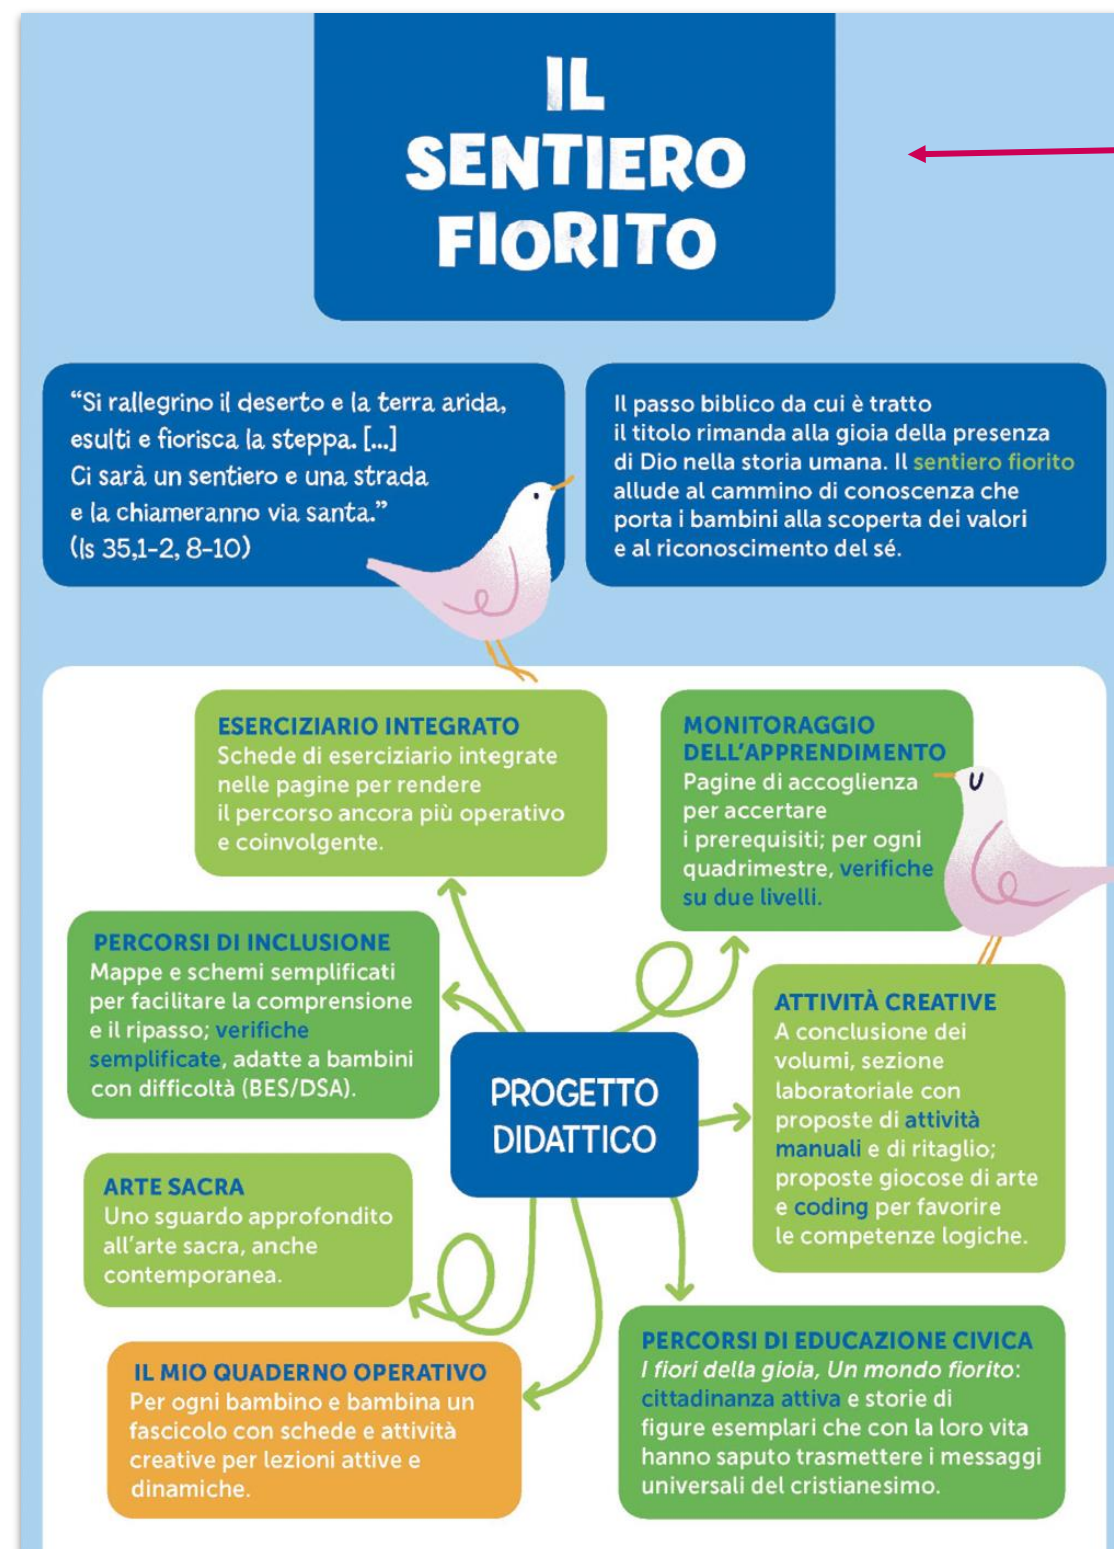 IL
SENTIERO
FIORITO
“Si rallegrino il deserto e la terra arida,
esulti e fiorisca la steppa. [...]
Ci sarà un sentiero e una strada
e la chiameranno via santa.”
(Is 35,1-2, 8-10)
Il passo biblico da cui è tratto
il titolo rimanda alla gioia della presenza
di Dio nella storia umana. Il sentiero fiorito
allude al cammino di conoscenza che
porta i bambini alla scoperta dei valori
e al riconoscimento del sé.
ESERCIZIARIO INTEGRATO
Schede di eserciziario integrate
nelle pagine per rendere
il percorso ancora più operativo
e coinvolgente.
MONITORAGGIO
DELL’APPRENDIMENTO
Pagine di accoglienza
per accertare
i prerequisiti; per ogni
quadrimestre, verifiche
su due livelli.
PERCORSI DI INCLUSIONE
Mappe e schemi semplificati
per facilitare la comprensione
e il ripasso; verifiche
semplificate, adatte a bambini
con difficoltà (BES/DSA).
ATTIVITÀ CREATIVE
A conclusione dei
volumi, sezione
laboratoriale con
proposte di attività
manuali e di ritaglio;
proposte giocose di arte
e coding per favorire
le competenze logiche.
PROGETTO
DIDATTICO
ARTE SACRA
Uno sguardo approfondito
all’arte sacra, anche
contemporanea.
IL MIO QUADERNO OPERATIVO
Per ogni bambino e bambina un
fascicolo con schede e attività
creative per lezioni attive e
dinamiche.
PERCORSI DI EDUCAZIONE CIVICA
I fiori della gioia, Un mondo fiorito:
cittadinanza attiva e storie di
figure esemplari che con la loro vita
hanno saputo trasmettere i messaggi
universali del cristianesimo.